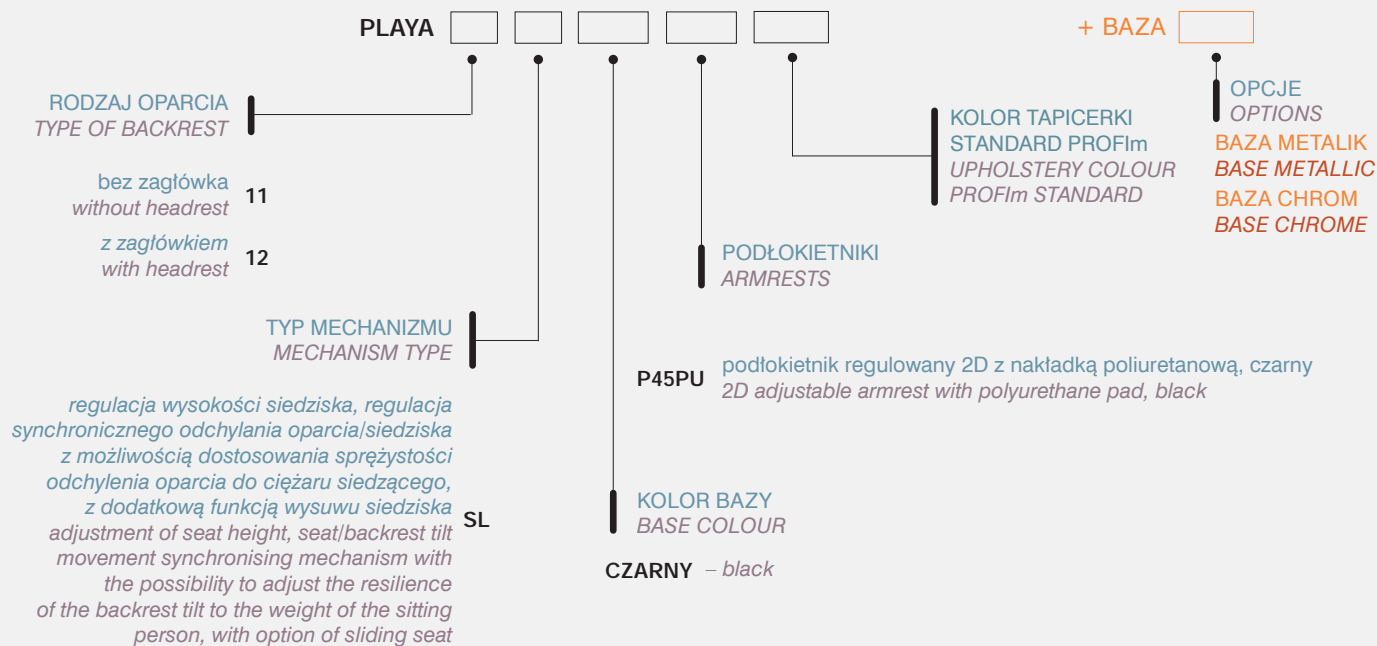 PLAYA
+ BAZA
RODZAJ OPARCIA
TYPE OF BACKREST
bez zagłówka
without headrest
11
z zagłówkiem
with headrest
12
TYP MECHANIZMU
MECHANISM TYPE
regulacja wysokości siedziska, regulacja
synchronicznego odchylania oparcia/siedziska
z możliwością dostosowania sprężystości
odchylenia oparcia do ciężaru siedzącego,
z dodatkową funkcją wysuwu siedziska
SL
adjustment of seat height, seat/backrest tilt
movement synchronising mechanism with
the possibility to adjust the resilience
of the backrest tilt to the weight of the sitting
person, with option of sliding seat
KOLOR BAZY
BASE COLOUR
CZARNY – black
PODŁOKIETNIKI
ARMRESTS
P45PU
podłokietnik regulowany 2D z nakładką poliuretanową, czarny
2D adjustable armrest with polyurethane pad, black
KOLOR TAPICERKI
STANDARD PROFIm
UPHOLSTERY COLOUR
PROFIm STANDARD
OPCJE
OPTIONS
BAZA METALIK
BASE METALLIC
BAZA CHROM
BASE CHROME